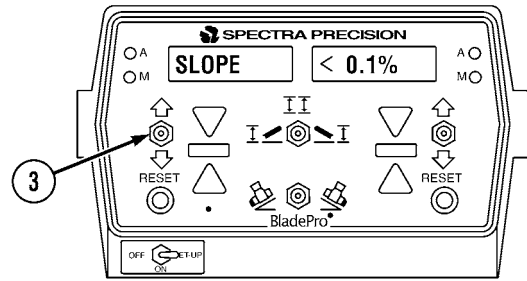 SPECTRA PRECISION
A A
SLOPE < 0.1%
M M
3
RESET RESET
BladePro
OFF SET-UP
ON